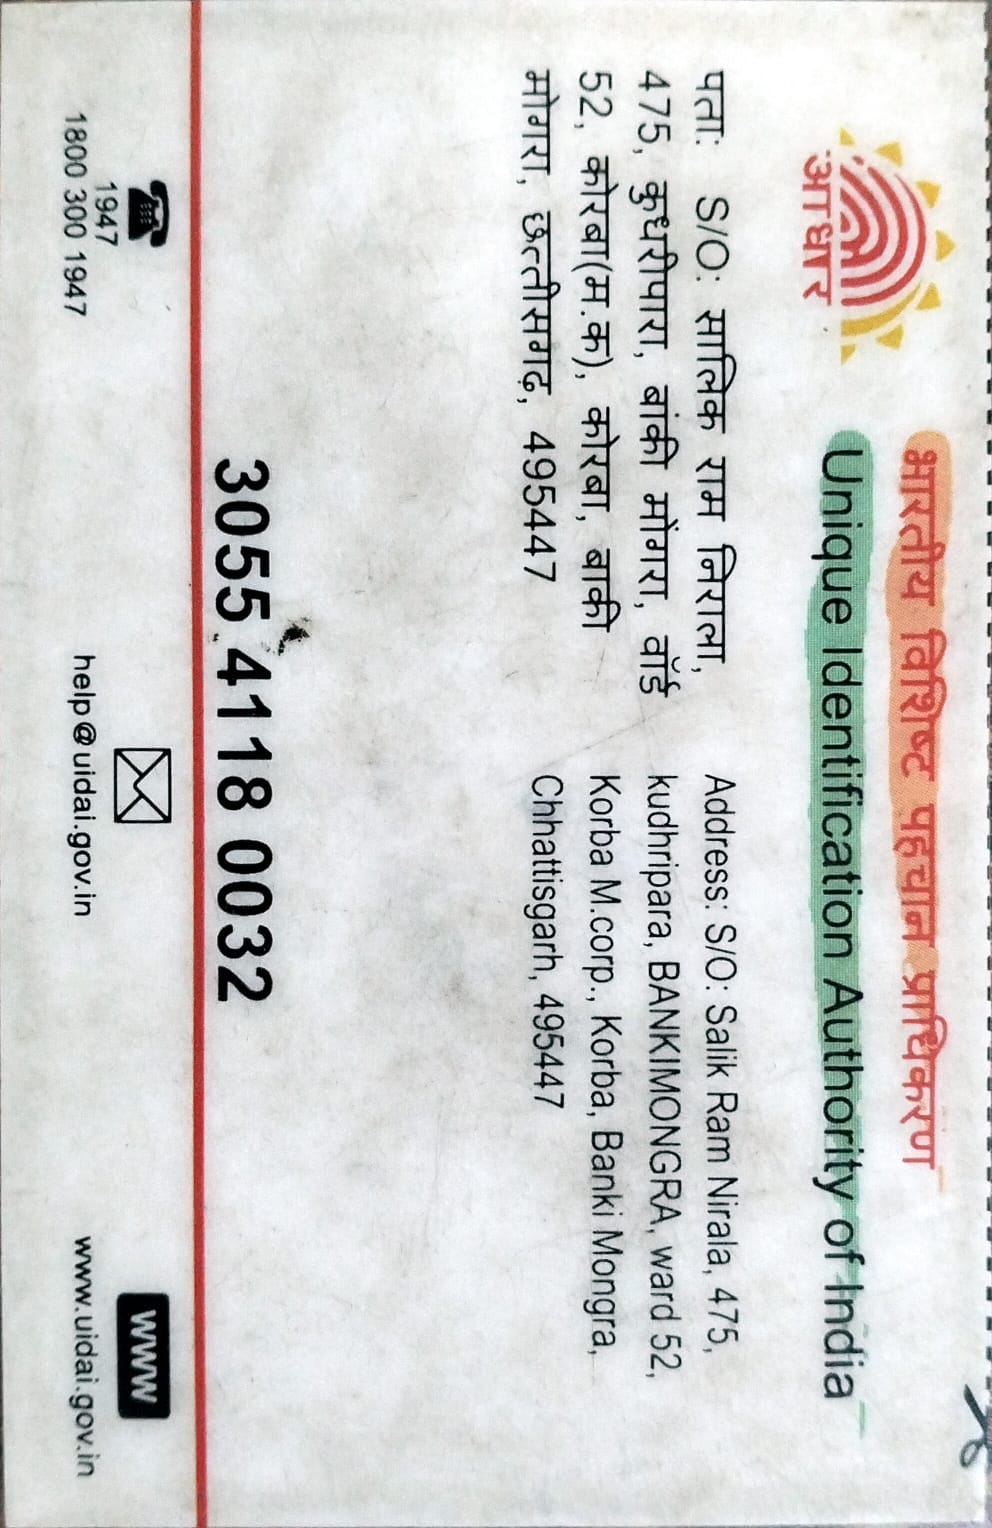 आधार
भारतीय विशिष्ट पहचान प्राधिकरण
Unique Identification Authority of India
पताः S/O: सालिक राम निराला,
475, कुधरीपारा, बांकी मोंगरा, वॉर्ड
52, कोरबा(म.क), कोरबा, बाकी
मोगरा, छत्तीसगढ़, 495447
Address: S/O: Salik Ram Nirala, 475,
kudhripara, BANKIMONGRA, ward 52,
Korba M.corp., Korba, Banki Mongra,
Chhattisgarh, 495447
3055 4118 0032
1947
1800 300 1947
help@uidai.gov.in
www
www.uidai.gov.in